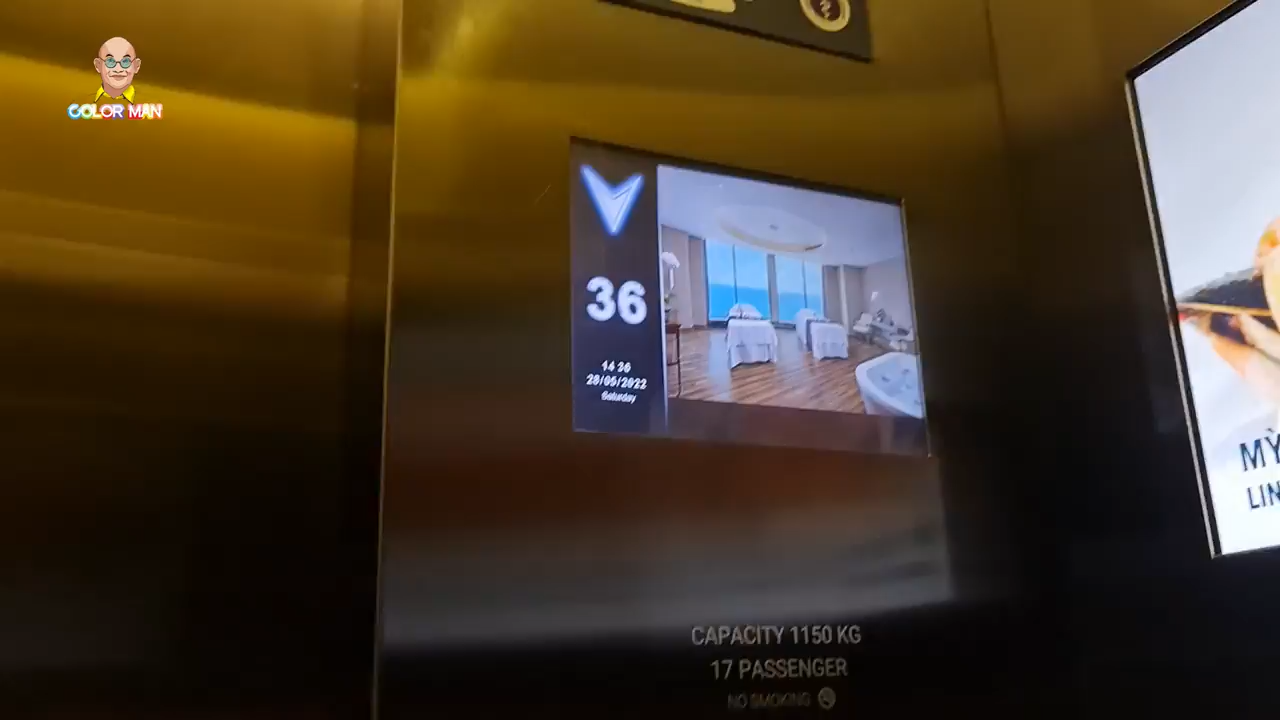 COLOR MAN
36
14 36
28/05/2022
Saturday
CAPACITY 1150 KG
17 PASSENGER
NO SMOKING
MỲ
LIN